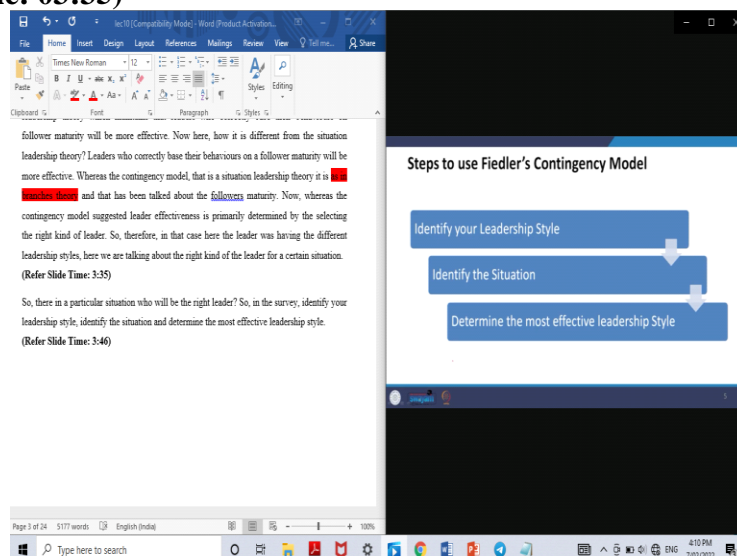 lec10 [Compatibility Mode] - Word (Product Activation...
File Home Insert Design Layout References Mailings Review View Tell me... Share
Times New Roman 12
Paste
B I U abc X₂ X²
Styles Editing
Clipboard Font Paragraph Styles
follower maturity will be more effective. Now here, how it is different from the situation
leadership theory? Leaders who correctly base their behaviours on a follower maturity will be
more effective. Whereas the contingency model, that is a situation leadership theory it is as in
branches theory and that has been talked about the followers maturity. Now, whereas the
contingency model suggested leader effectiveness is primarily determined by the selecting
the right kind of leader. So, therefore, in that case here the leader was having the different
leadership styles, here we are talking about the right kind of the leader for a certain situation.
(Refer Slide Time: 3:35)
So, there in a particular situation who will be the right leader? So, in the survey, identify your
leadership style, identify the situation and determine the most effective leadership style.
(Refer Slide Time: 3:46)
Page 3 of 24 5177 words English (India) 100%
Steps to use Fiedler's Contingency Model
Identify your Leadership Style
Identify the Situation
Determine the most effective leadership Style
5
Type here to search
ENG 4:10 PM